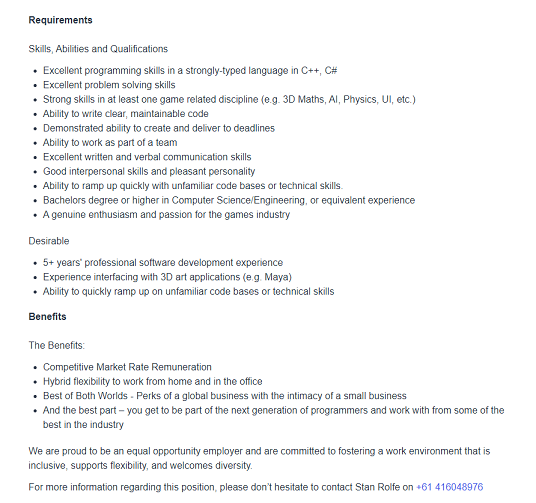 Requirements
Skills, Abilities and Qualifications
• Excellent programming skills in a strongly-typed language in C++, C#
• Excellent problem solving skills
• Strong skills in at least one game related discipline (e.g. 3D Maths, AI, Physics, UI, etc.)
• Ability to write clear, maintainable code
• Demonstrated ability to create and deliver to deadlines
• Ability to work as part of a team
• Excellent written and verbal communication skills
• Good interpersonal skills and pleasant personality
• Ability to ramp up quickly with unfamiliar code bases or technical skills.
• Bachelors degree or higher in Computer Science/Engineering, or equivalent experience
• A genuine enthusiasm and passion for the games industry
Desirable
• 5+ years' professional software development experience
• Experience interfacing with 3D art applications (e.g. Maya)
• Ability to quickly ramp up on unfamiliar code bases or technical skills
Benefits
The Benefits:
• Competitive Market Rate Remuneration
• Hybrid flexibility to work from home and in the office
• Best of Both Worlds - Perks of a global business with the intimacy of a small business
• And the best part – you get to be part of the next generation of programmers and work with from some of the
best in the industry
We are proud to be an equal opportunity employer and are committed to fostering a work environment that is
inclusive, supports flexibility, and welcomes diversity.
For more information regarding this position, please don't hesitate to contact Stan Rolfe on +61 416048976